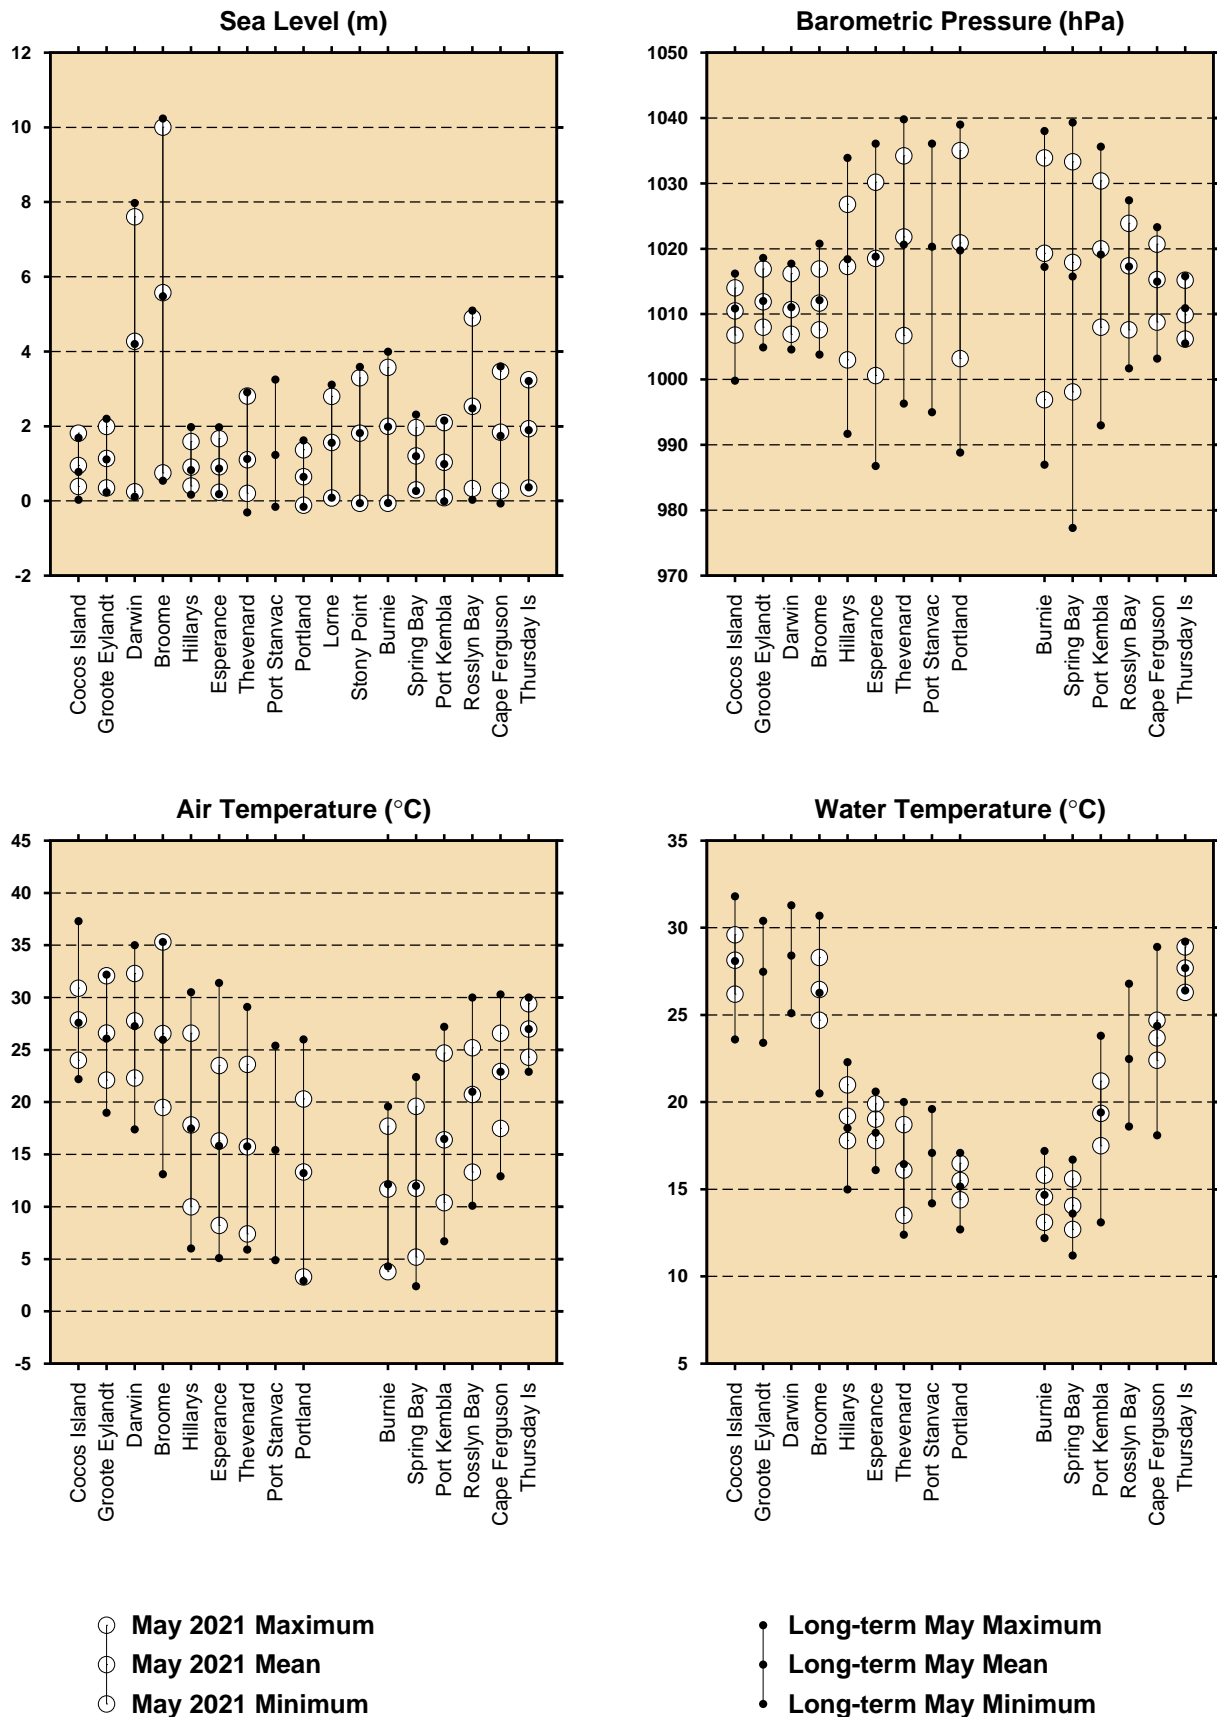 Sea Level (m)
12
10
8
6
4
2
0
-2
Cocos Island
Groote Eylandt
Darwin
Broome
Hillarys
Esperance
Thevenard
Port Stanvac
Portland
Lorne
Stony Point
Burnie
Spring Bay
Port Kembla
Rosslyn Bay
Cape Ferguson
Thursday Is
Barometric Pressure (hPa)
1050
1040
1030
1020
1010
1000
990
980
970
Cocos Island
Groote Eylandt
Darwin
Broome
Hillarys
Esperance
Thevenard
Port Stanvac
Portland
Burnie
Spring Bay
Port Kembla
Rosslyn Bay
Cape Ferguson
Thursday Is
Air Temperature (°C)
45
40
35
30
25
20
15
10
5
0
-5
Cocos Island
Groote Eylandt
Darwin
Broome
Hillarys
Esperance
Thevenard
Port Stanvac
Portland
Burnie
Spring Bay
Port Kembla
Rosslyn Bay
Cape Ferguson
Thursday Is
Water Temperature (°C)
35
30
25
20
15
10
5
Cocos Island
Groote Eylandt
Darwin
Broome
Hillarys
Esperance
Thevenard
Port Stanvac
Portland
Burnie
Spring Bay
Port Kembla
Rosslyn Bay
Cape Ferguson
Thursday Is
May 2021 Maximum
May 2021 Mean
May 2021 Minimum
Long-term May Maximum
Long-term May Mean
Long-term May Minimum